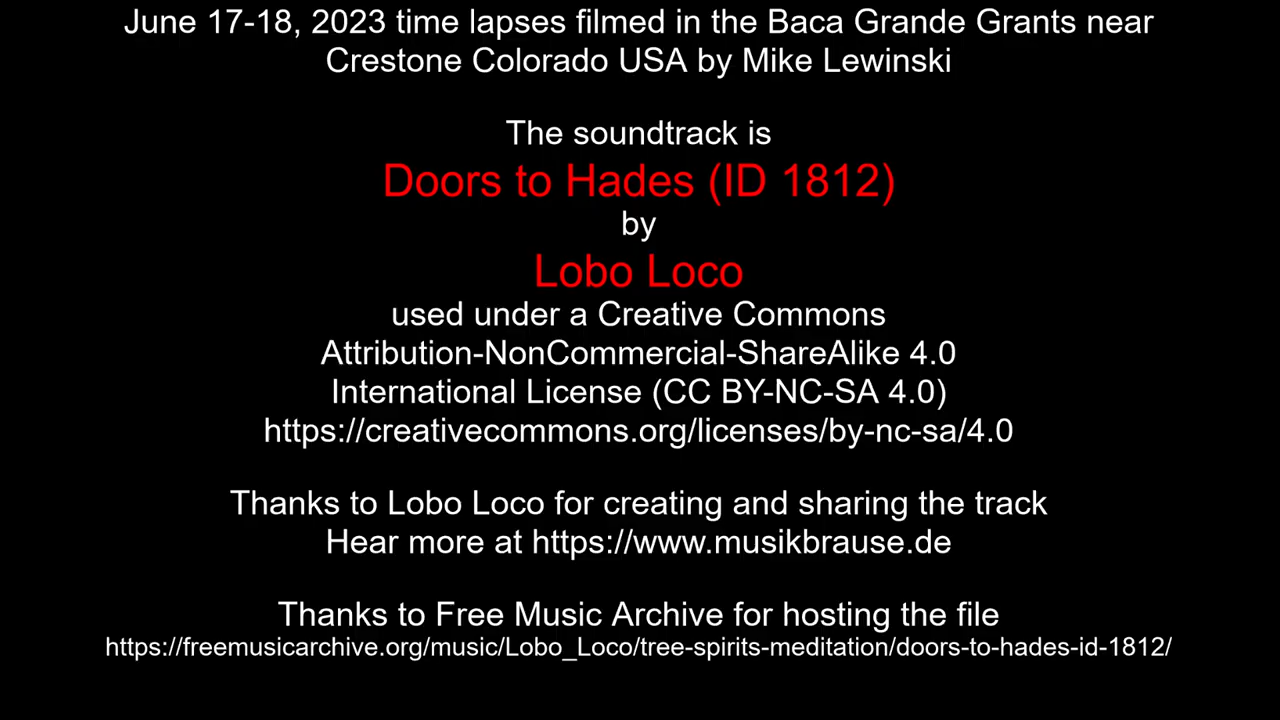 June 17-18, 2023 time lapses filmed in the Baca Grande Grants near
Crestone Colorado USA by Mike Lewinski
The soundtrack is
Doors to Hades (ID 1812)
by
Lobo Loco
used under a Creative Commons
Attribution-NonCommercial-ShareAlike 4.0
International License (CC BY-NC-SA 4.0)
https://creativecommons.org/licenses/by-nc-sa/4.0
Thanks to Lobo Loco for creating and sharing the track
Hear more at https://www.musikbrause.de
Thanks to Free Music Archive for hosting the file
https://freemusicarchive.org/music/Lobo_Loco/tree-spirits-meditation/doors-to-hades-id-1812/